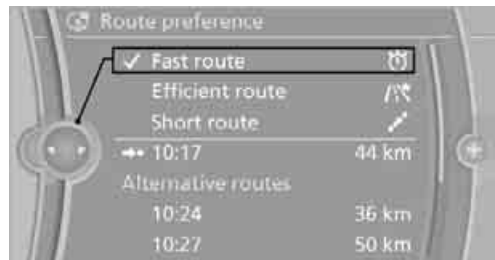 Route preference
Fast route
Efficient route
Short route
10:17 44 km
Alternative routes
10:24 36 km
10:27 50 km